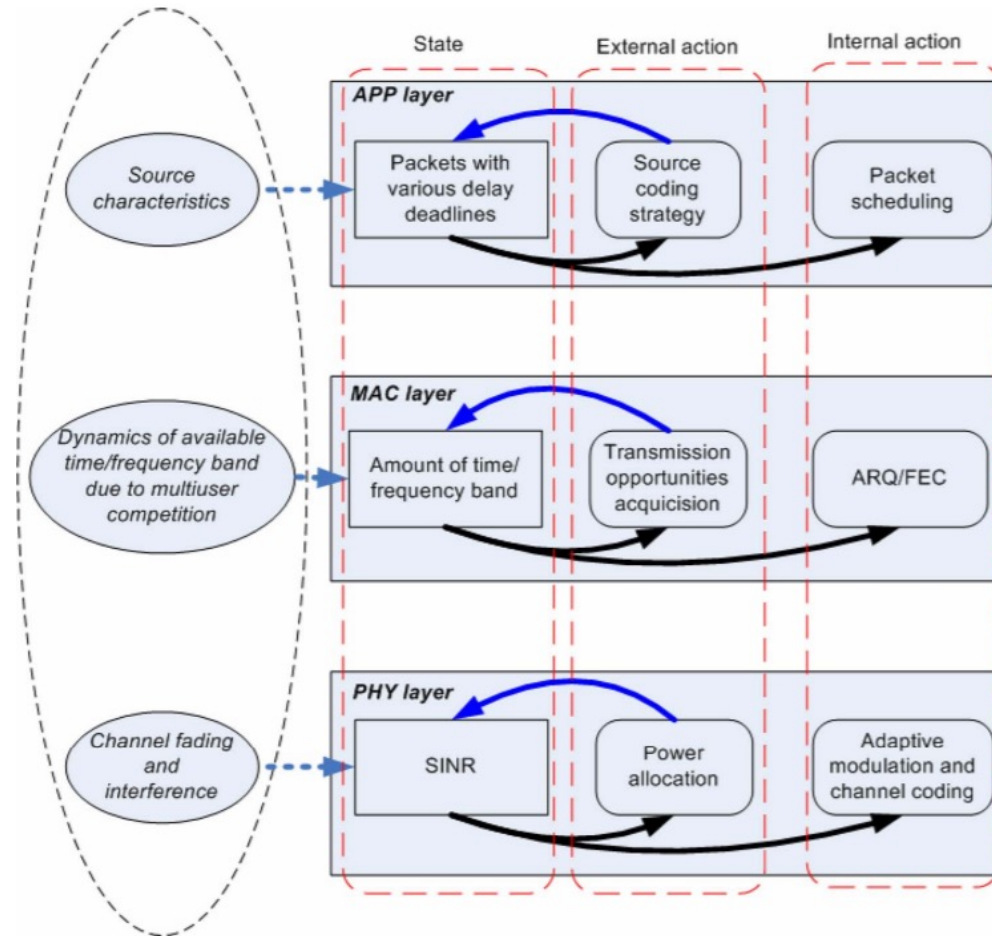 State
External action
Internal action
APP layer
Source
characteristics
Packets with
various delay
deadlines
Source
coding
strategy
Packet
scheduling
MAC layer
Dynamics of available
time/frequency band
due to multiuser
competition
Amount of time/
frequency band
Transmission
opportunities
acquicision
ARQ/FEC
PHY layer
Channel fading
and
interference
SINR
Power
allocation
Adaptive
modulation and
channel coding